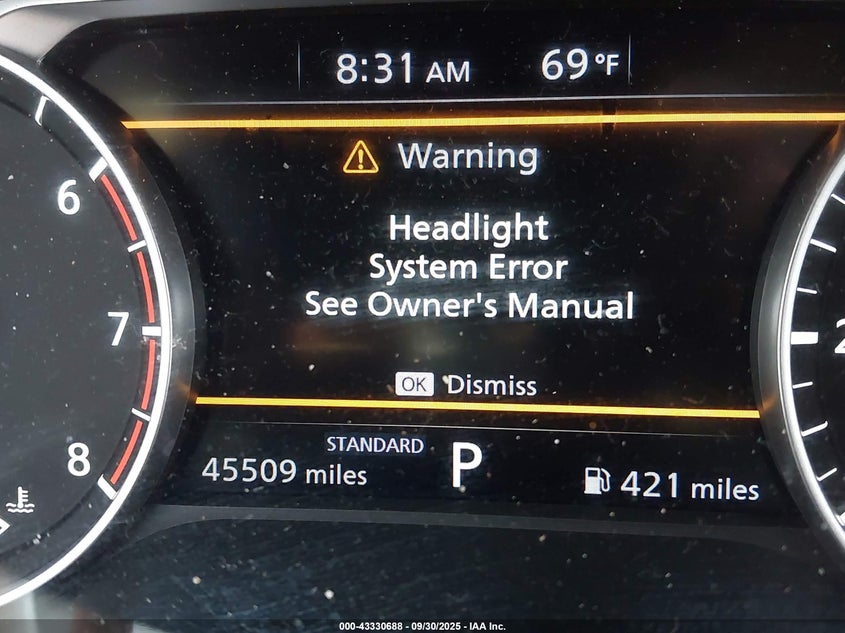 8:31 AM 69°F
Warning
Headlight
System Error
See Owner's Manual
OK Dismiss
STANDARD
45509 miles P 421 miles
6
7
8
2
000-43330688 - 09/30/2025 - IAA Inc.